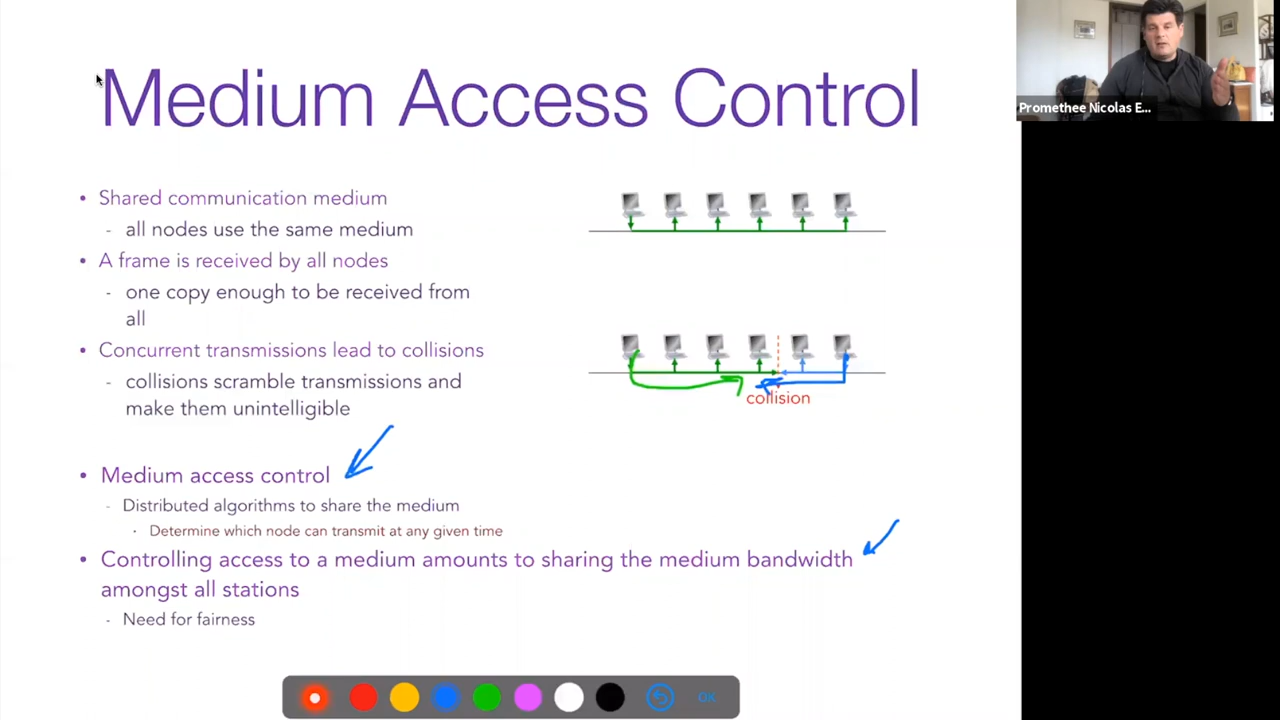 Medium Access Control
Promethee Nicolas E...
• Shared communication medium
- all nodes use the same medium
• A frame is received by all nodes
- one copy enough to be received from
all
• Concurrent transmissions lead to collisions
- collisions scramble transmissions and
make them unintelligible
collision
• Medium access control
- Distributed algorithms to share the medium
· Determine which node can transmit at any given time
• Controlling access to a medium amounts to sharing the medium bandwidth
amongst all stations
- Need for fairness
OK